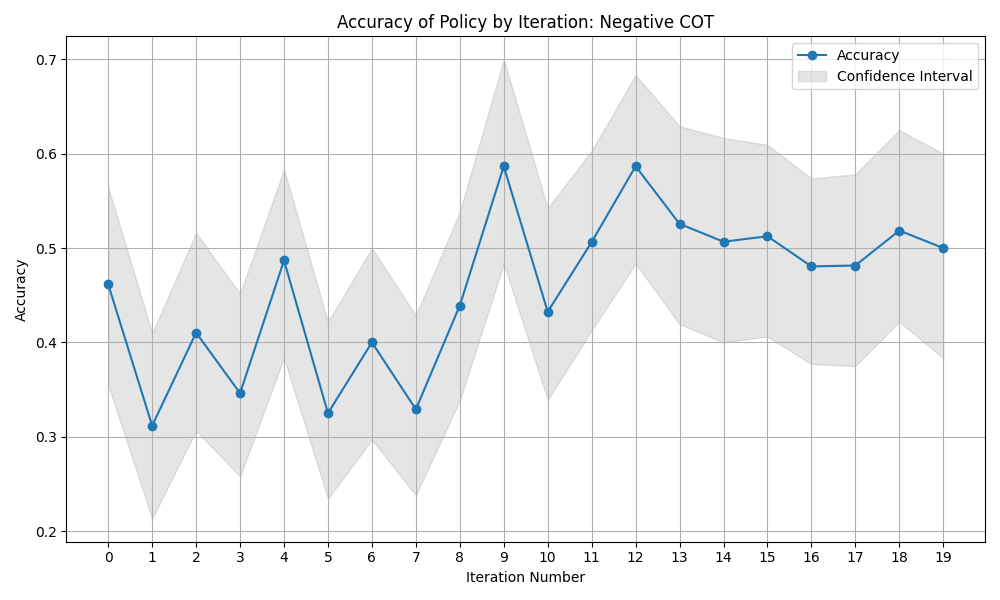 Accuracy of Policy by Iteration: Negative COT
Accuracy
Confidence Interval
Accuracy
0.7
0.6
0.5
0.4
0.3
0.2
0 1 2 3 4 5 6 7 8 9 10 11 12 13 14 15 16 17 18 19
Iteration Number